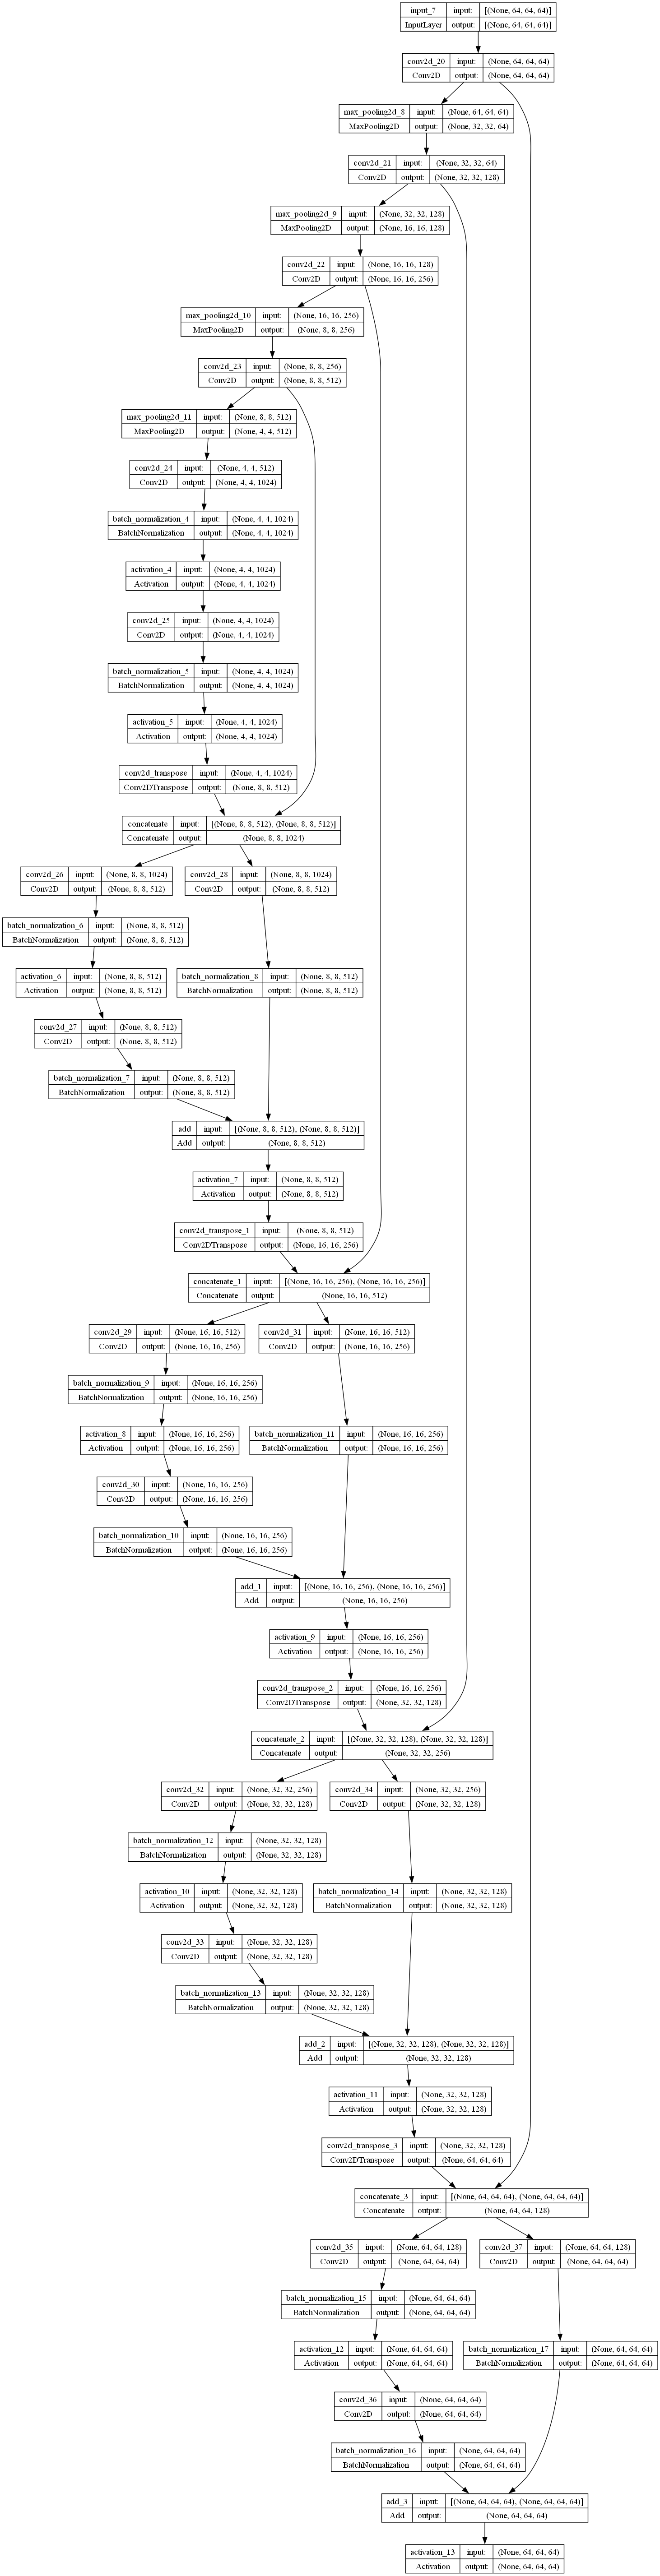 input_7 input: [(None, 64, 64, 64)]
InputLayer output: [(None, 64, 64, 64)]
conv2d_20 input: (None, 64, 64, 64)
Conv2D output: (None, 64, 64, 64)
max_pooling2d_8 input: (None, 64, 64, 64)
MaxPooling2D output: (None, 32, 32, 64)
conv2d_21 input: (None, 32, 32, 64)
Conv2D output: (None, 32, 32, 128)
max_pooling2d_9 input: (None, 32, 32, 128)
MaxPooling2D output: (None, 16, 16, 128)
conv2d_22 input: (None, 16, 16, 128)
Conv2D output: (None, 16, 16, 256)
max_pooling2d_10 input: (None, 16, 16, 256)
MaxPooling2D output: (None, 8, 8, 256)
conv2d_23 input: (None, 8, 8, 256)
Conv2D output: (None, 8, 8, 512)
max_pooling2d_11 input: (None, 8, 8, 512)
MaxPooling2D output: (None, 4, 4, 512)
conv2d_24 input: (None, 4, 4, 512)
Conv2D output: (None, 4, 4, 1024)
batch_normalization_4 input: (None, 4, 4, 1024)
BatchNormalization output: (None, 4, 4, 1024)
activation_4 input: (None, 4, 4, 1024)
Activation output: (None, 4, 4, 1024)
conv2d_25 input: (None, 4, 4, 1024)
Conv2D output: (None, 4, 4, 1024)
batch_normalization_5 input: (None, 4, 4, 1024)
BatchNormalization output: (None, 4, 4, 1024)
activation_5 input: (None, 4, 4, 1024)
Activation output: (None, 4, 4, 1024)
conv2d_transpose input: (None, 4, 4, 1024)
Conv2DTranspose output: (None, 8, 8, 512)
concatenate input: [(None, 8, 8, 512), (None, 8, 8, 512)]
Concatenate output: (None, 8, 8, 1024)
conv2d_26 input: (None, 8, 8, 1024) conv2d_28 input: (None, 8, 8, 1024)
Conv2D output: (None, 8, 8, 512) Conv2D output: (None, 8, 8, 512)
batch_normalization_6 input: (None, 8, 8, 512)
BatchNormalization output: (None, 8, 8, 512)
activation_6 input: (None, 8, 8, 512) batch_normalization_8 input: (None, 8, 8, 512)
Activation output: (None, 8, 8, 512) BatchNormalization output: (None, 8, 8, 512)
conv2d_27 input: (None, 8, 8, 512)
Conv2D output: (None, 8, 8, 512)
batch_normalization_7 input: (None, 8, 8, 512)
BatchNormalization output: (None, 8, 8, 512)
add input: [(None, 8, 8, 512), (None, 8, 8, 512)]
Add output: (None, 8, 8, 512)
activation_7 input: (None, 8, 8, 512)
Activation output: (None, 8, 8, 512)
conv2d_transpose_1 input: (None, 8, 8, 512)
Conv2DTranspose output: (None, 16, 16, 256)
concatenate_1 input: [(None, 16, 16, 256), (None, 16, 16, 256)]
Concatenate output: (None, 16, 16, 512)
conv2d_29 input: (None, 16, 16, 512) conv2d_31 input: (None, 16, 16, 512)
Conv2D output: (None, 16, 16, 256) Conv2D output: (None, 16, 16, 256)
batch_normalization_9 input: (None, 16, 16, 256)
BatchNormalization output: (None, 16, 16, 256)
activation_8 input: (None, 16, 16, 256) batch_normalization_11 input: (None, 16, 16, 256)
Activation output: (None, 16, 16, 256) BatchNormalization output: (None, 16, 16, 256)
conv2d_30 input: (None, 16, 16, 256)
Conv2D output: (None, 16, 16, 256)
batch_normalization_10 input: (None, 16, 16, 256)
BatchNormalization output: (None, 16, 16, 256)
add_1 input: [(None, 16, 16, 256), (None, 16, 16, 256)]
Add output: (None, 16, 16, 256)
activation_9 input: (None, 16, 16, 256)
Activation output: (None, 16, 16, 256)
conv2d_transpose_2 input: (None, 16, 16, 256)
Conv2DTranspose output: (None, 32, 32, 128)
concatenate_2 input: [(None, 32, 32, 128), (None, 32, 32, 128)]
Concatenate output: (None, 32, 32, 256)
conv2d_32 input: (None, 32, 32, 256) conv2d_34 input: (None, 32, 32, 256)
Conv2D output: (None, 32, 32, 128) Conv2D output: (None, 32, 32, 128)
batch_normalization_12 input: (None, 32, 32, 128)
BatchNormalization output: (None, 32, 32, 128)
activation_10 input: (None, 32, 32, 128) batch_normalization_14 input: (None, 32, 32, 128)
Activation output: (None, 32, 32, 128) BatchNormalization output: (None, 32, 32, 128)
conv2d_33 input: (None, 32, 32, 128)
Conv2D output: (None, 32, 32, 128)
batch_normalization_13 input: (None, 32, 32, 128)
BatchNormalization output: (None, 32, 32, 128)
add_2 input: [(None, 32, 32, 128), (None, 32, 32, 128)]
Add output: (None, 32, 32, 128)
activation_11 input: (None, 32, 32, 128)
Activation output: (None, 32, 32, 128)
conv2d_transpose_3 input: (None, 32, 32, 128)
Conv2DTranspose output: (None, 64, 64, 64)
concatenate_3 input: [(None, 64, 64, 64), (None, 64, 64, 64)]
Concatenate output: (None, 64, 64, 128)
conv2d_35 input: (None, 64, 64, 128) conv2d_37 input: (None, 64, 64, 128)
Conv2D output: (None, 64, 64, 64) Conv2D output: (None, 64, 64, 64)
batch_normalization_15 input: (None, 64, 64, 64)
BatchNormalization output: (None, 64, 64, 64)
activation_12 input: (None, 64, 64, 64) batch_normalization_17 input: (None, 64, 64, 64)
Activation output: (None, 64, 64, 64) BatchNormalization output: (None, 64, 64, 64)
conv2d_36 input: (None, 64, 64, 64)
Conv2D output: (None, 64, 64, 64)
batch_normalization_16 input: (None, 64, 64, 64)
BatchNormalization output: (None, 64, 64, 64)
add_3 input: [(None, 64, 64, 64), (None, 64, 64, 64)]
Add output: (None, 64, 64, 64)
activation_13 input: (None, 64, 64, 64)
Activation output: (None, 64, 64, 64)